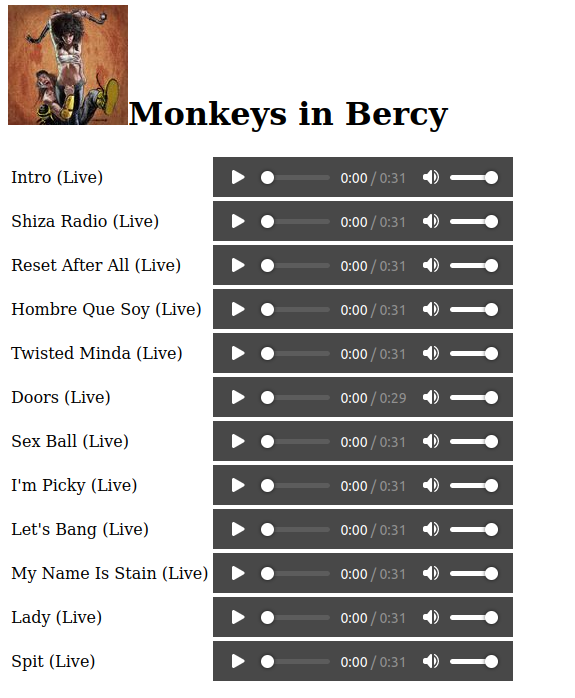 Monkeys in Bercy
Intro (Live) 0:00 / 0:31
Shiza Radio (Live) 0:00 / 0:31
Reset After All (Live) 0:00 / 0:31
Hombre Que Soy (Live) 0:00 / 0:31
Twisted Minda (Live) 0:00 / 0:31
Doors (Live) 0:00 / 0:29
Sex Ball (Live) 0:00 / 0:31
I'm Picky (Live) 0:00 / 0:31
Let's Bang (Live) 0:00 / 0:31
My Name Is Stain (Live) 0:00 / 0:31
Lady (Live) 0:00 / 0:31
Spit (Live) 0:00 / 0:31